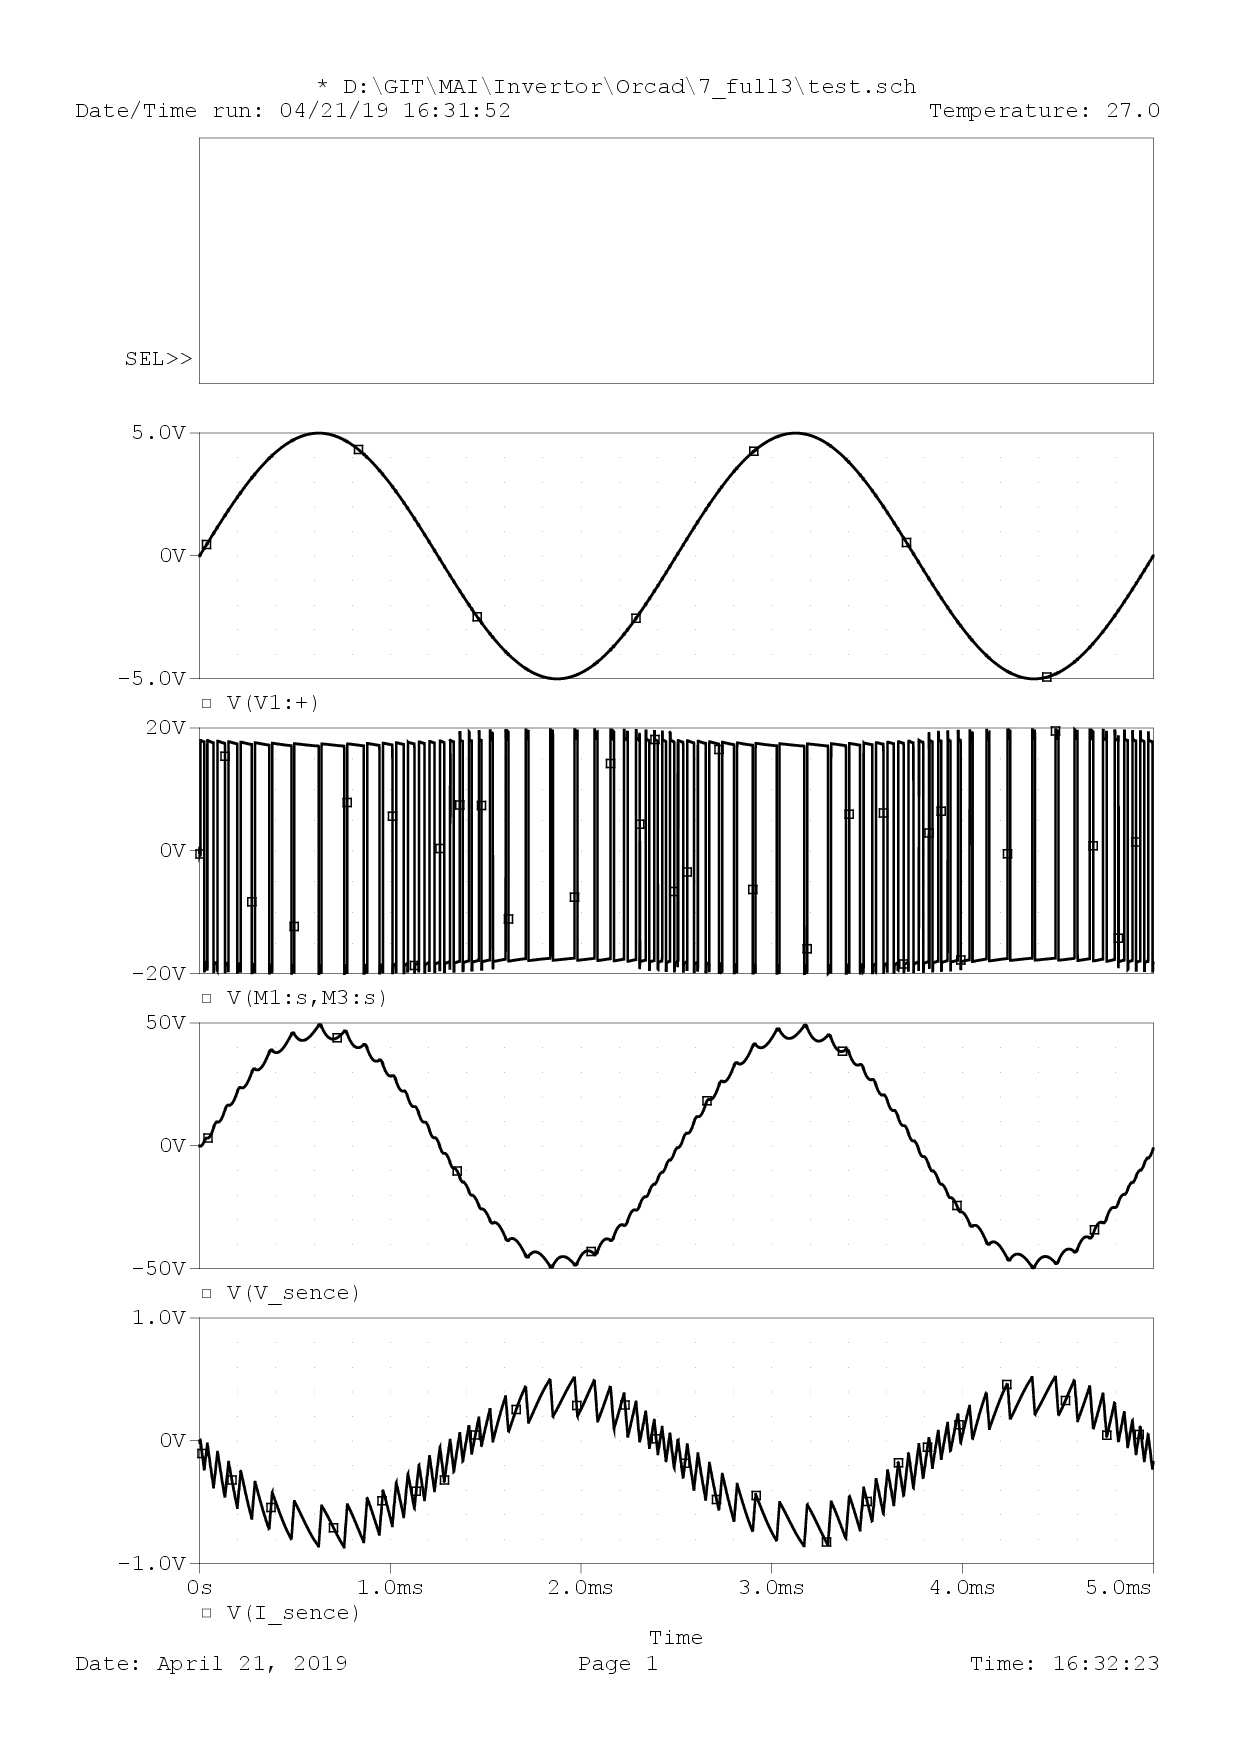 * D:\GIT\MAI\Invertor\Orcad\7_full3\test.sch
Date/Time run: 04/21/19 16:31:52 Temperature: 27.0
SEL>>
5.0V
0V
-5.0V
V(V1:+)
20V
0V
-20V
V(M1:s,M3:s)
50V
0V
-50V
V(V_sence)
1.0V
0V
-1.0V
0s 1.0ms 2.0ms 3.0ms 4.0ms 5.0ms
V(I_sence)
Time
Date: April 21, 2019 Page 1 Time: 16:32:23